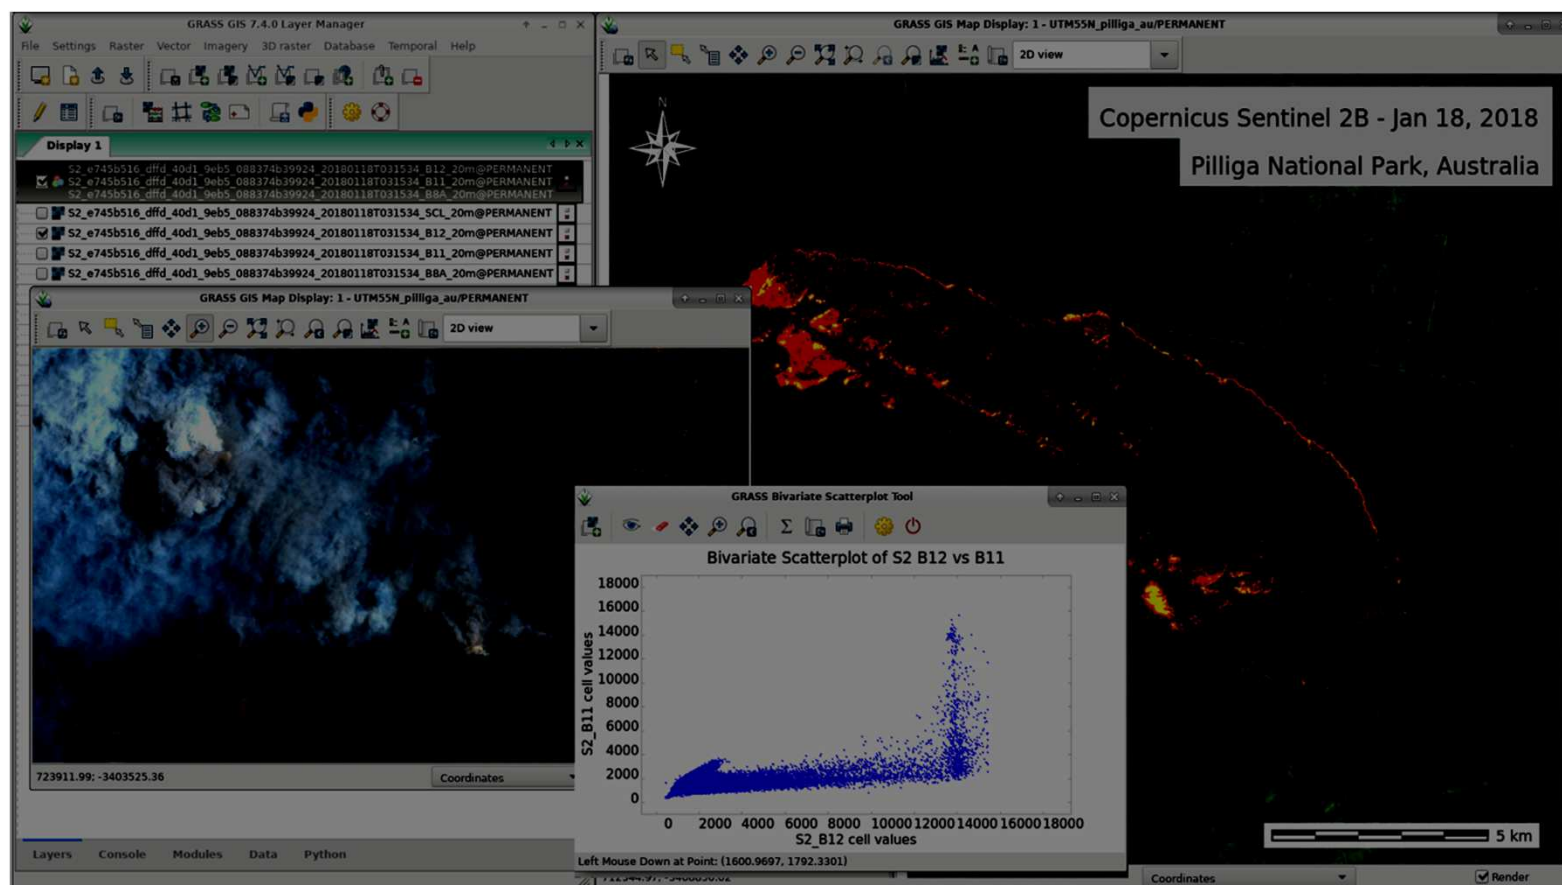 GRASS GIS 7.4.0 Layer Manager
File Settings Raster Vector Imagery 3D raster Database Temporal Help
Display 1
S2_e745b516_dffd_40d1_9eb5_088374b39924_20180118T031534_B12_20m@PERMANENT
S2_e745b516_dffd_40d1_9eb5_088374b39924_20180118T031534_B11_20m@PERMANENT
S2_e745b516_dffd_40d1_9eb5_088374b39924_20180118T031534_B8A_20m@PERMANENT
S2_e745b516_dffd_40d1_9eb5_088374b39924_20180118T031534_SCL_20m@PERMANENT
S2_e745b516_dffd_40d1_9eb5_088374b39924_20180118T031534_B12_20m@PERMANENT
S2_e745b516_dffd_40d1_9eb5_088374b39924_20180118T031534_B11_20m@PERMANENT
S2_e745b516_dffd_40d1_9eb5_088374b39924_20180118T031534_B8A_20m@PERMANENT
GRASS GIS Map Display: 1 - UTM55N_pilliga_au/PERMANENT
2D view
723911.99; -3403525.36
Coordinates
Layers Console Modules Data Python
GRASS GIS Map Display: 1 - UTM55N_pilliga_au/PERMANENT
2D view
N
Copernicus Sentinel 2B - Jan 18, 2018
Pilliga National Park, Australia
5 km
Coordinates
Render
GRASS Bivariate Scatterplot Tool
Bivariate Scatterplot of S2 B12 vs B11
18000
16000
14000
12000
10000
8000
6000
4000
2000
0
S2_B11 cell values
0 2000 4000 6000 8000 10000 12000 14000 16000 18000
S2_B12 cell values
Left Mouse Down at Point: (1600.9697, 1792.3301)